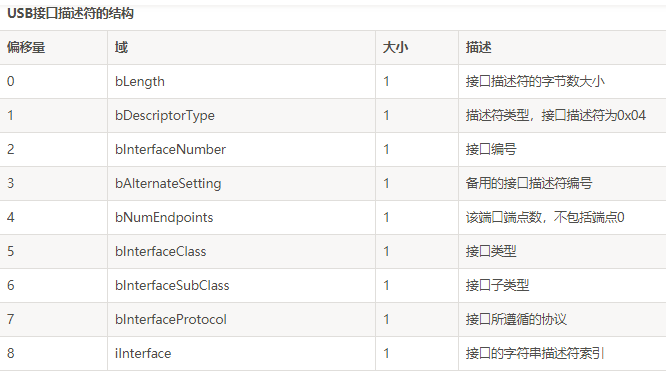 USB接口描述符的结构
偏移量 域 大小 描述
0 bLength 1 接口描述符的字节数大小
1 bDescriptorType 1 描述符类型，接口描述符为0x04
2 bInterfaceNumber 1 接口编号
3 bAlternateSetting 1 备用的接口描述符编号
4 bNumEndpoints 1 该端口端点数，不包括端点0
5 bInterfaceClass 1 接口类型
6 bInterfaceSubClass 1 接口子类型
7 bInterfaceProtocol 1 接口所遵循的协议
8 iInterface 1 接口的字符串描述符索引